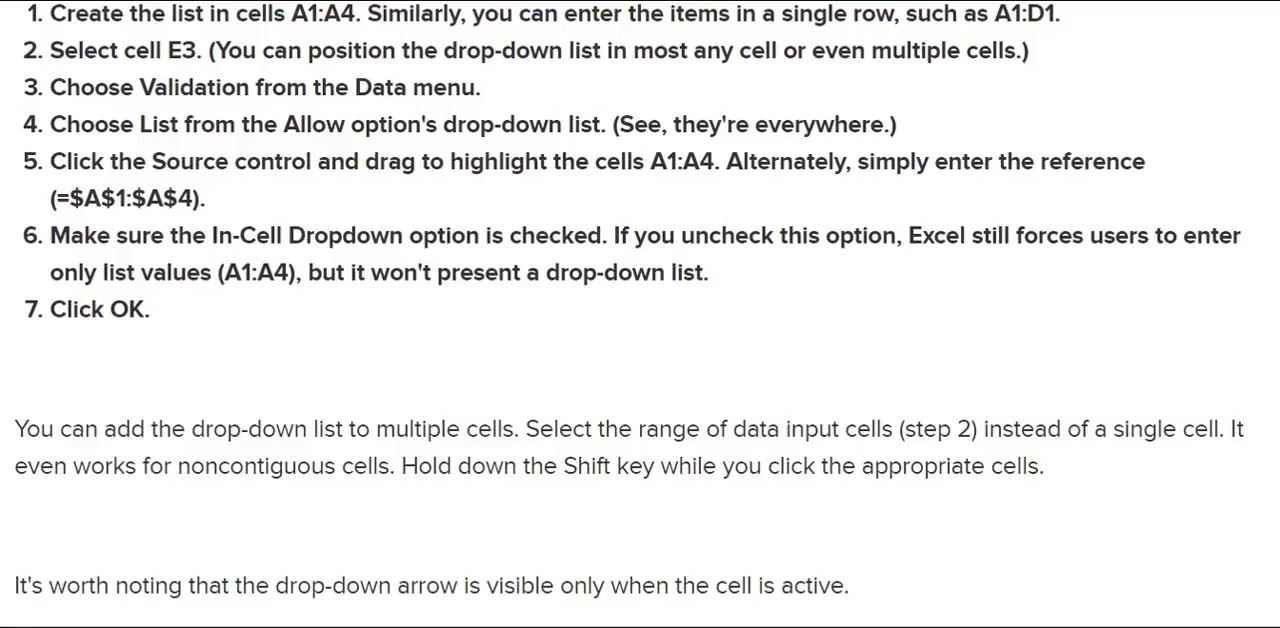 1. Create the list in cells A1:A4. Similarly, you can enter the items in a single row, such as A1:D1.
2. Select cell E3. (You can position the drop-down list in most any cell or even multiple cells.)
3. Choose Validation from the Data menu.
4. Choose List from the Allow option's drop-down list. (See, they're everywhere.)
5. Click the Source control and drag to highlight the cells A1:A4. Alternately, simply enter the reference
(=$A$1:$A$4).
6. Make sure the In-Cell Dropdown option is checked. If you uncheck this option, Excel still forces users to enter
only list values (A1:A4), but it won't present a drop-down list.
7. Click OK.
You can add the drop-down list to multiple cells. Select the range of data input cells (step 2) instead of a single cell. It
even works for noncontiguous cells. Hold down the Shift key while you click the appropriate cells.
It's worth noting that the drop-down arrow is visible only when the cell is active.